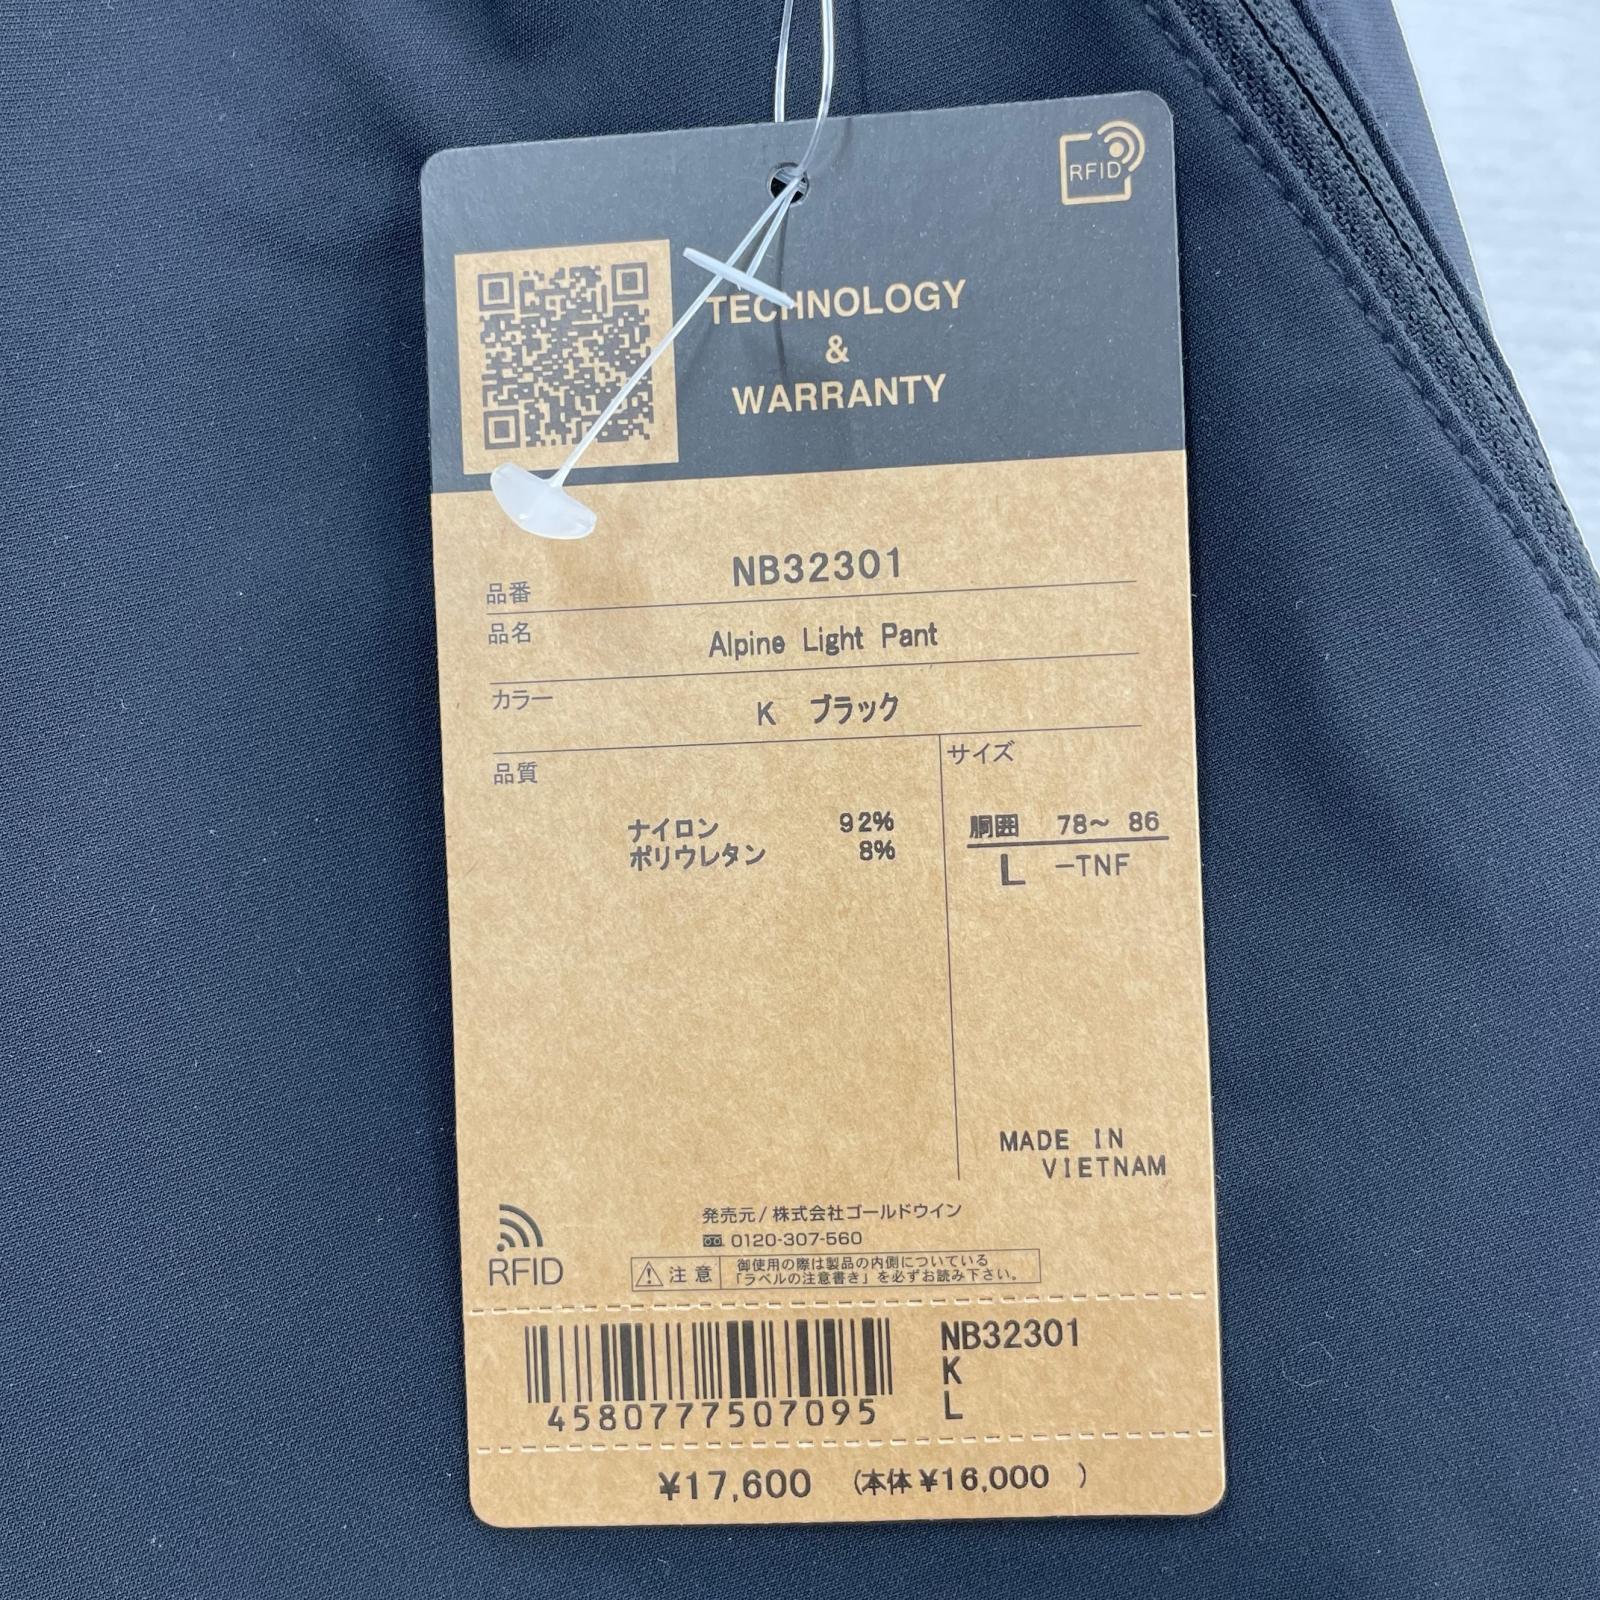 RFID
TECHNOLOGY
&
WARRANTY
品番 NB32301
品名 Alpine Light Pant
カラー K ブラック
品質
サイズ
ナイロン 92%
ポリウレタン 8%
胴囲 78~ 86
L -TNF
MADE IN
VIETNAM
発売元/株式会社ゴールドウイン
0120-307-560
RFID
注意
御使用の際は製品の内側についている
「ラベルの注意書き」を必ずお読み下さい。
4580777507095
NB32301
K
L
¥17,600 (本体¥16,000 )